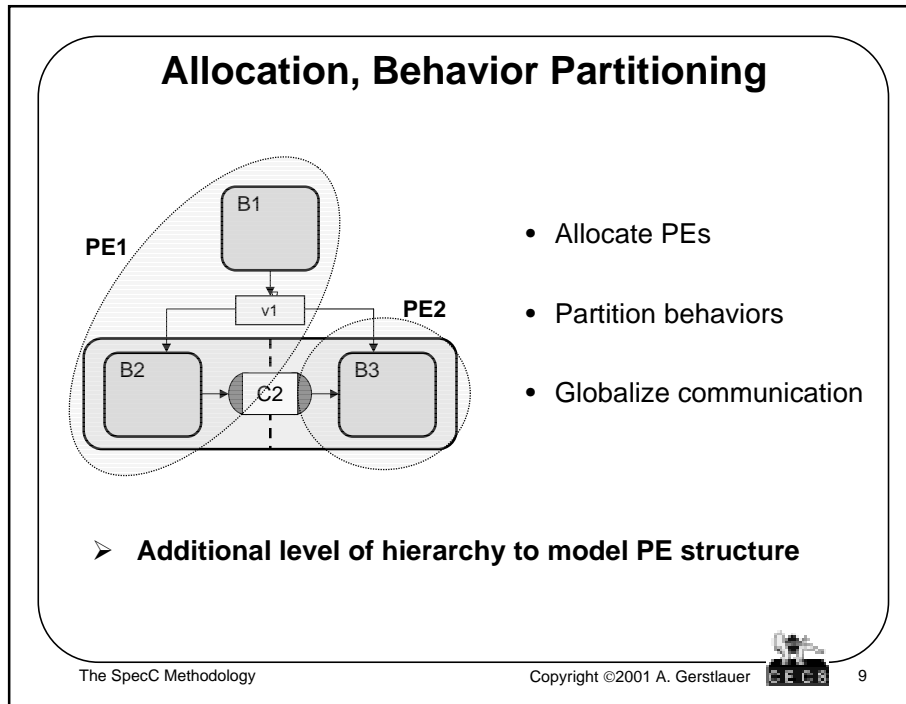 Allocation, Behavior Partitioning
B1
PE1
v1
PE2
B2
C2
B3
• Allocate PEs
• Partition behaviors
• Globalize communication
➢ Additional level of hierarchy to model PE structure
The SpecC Methodology
Copyright ©2001 A. Gerstlauer
CECS
9